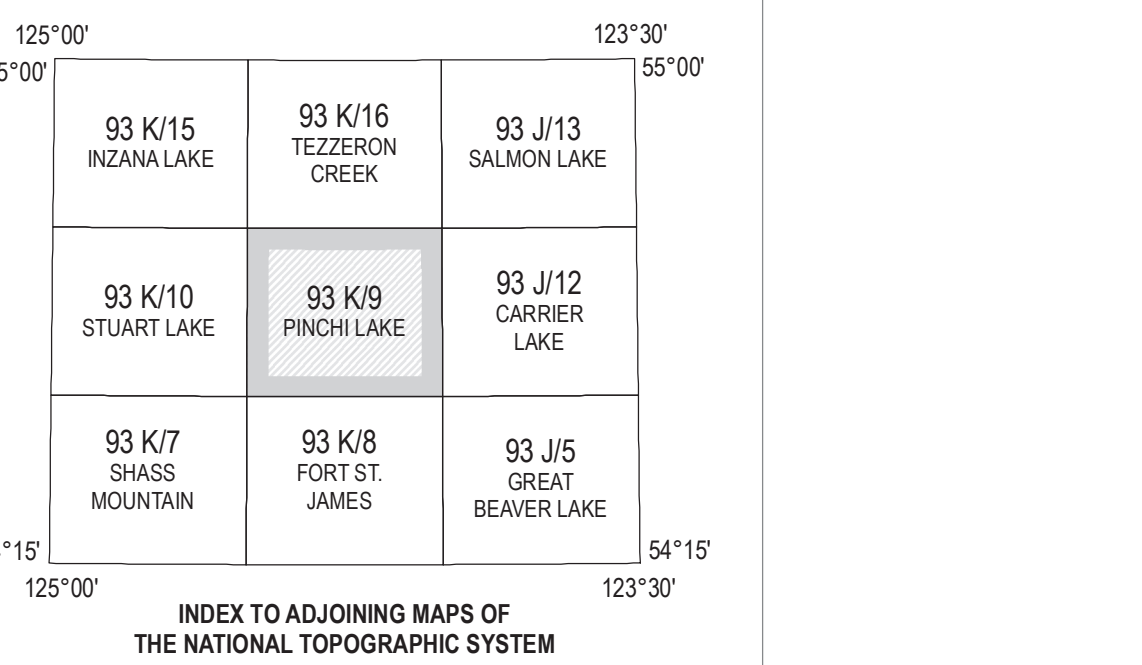 125°00'
123°30'
5°00'
55°00'
93 K/15
INZANA LAKE
93 K/16
TEZZERON
CREEK
93 J/13
SALMON LAKE
93 K/10
STUART LAKE
93 K/9
PINCHI LAKE
93 J/12
CARRIER
LAKE
93 K/7
SHASS
MOUNTAIN
93 K/8
FORT ST.
JAMES
93 J/5
GREAT
BEAVER LAKE
°15'
54°15'
125°00'
123°30'
INDEX TO ADJOINING MAPS OF
THE NATIONAL TOPOGRAPHIC SYSTEM